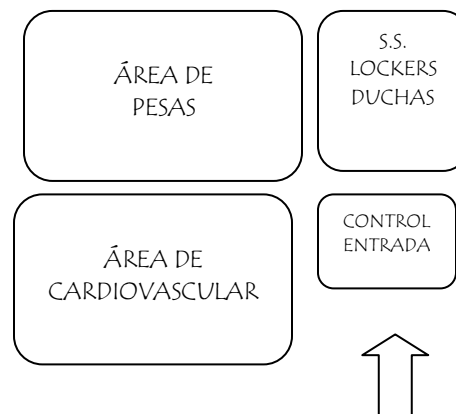 ÁREA DE
PESAS
S.S.
LOCKERS
DUCHAS
ÁREA DE
CARDIOVASCULAR
CONTROL
ENTRADA